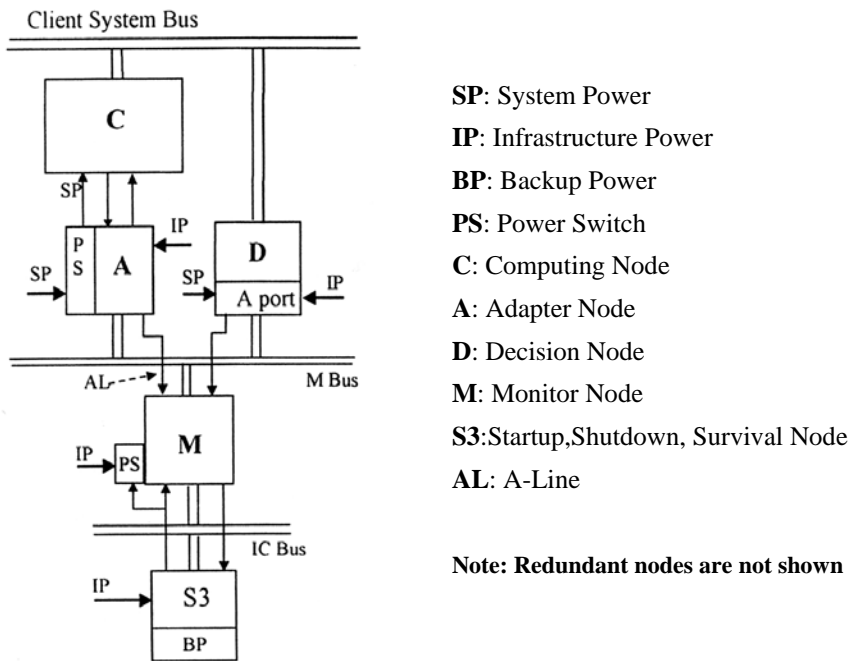 Client System Bus
C
SP
IP
P
S
A
SP
D
SP
IP
A port
AL
M Bus
M
IP
PS
IC Bus
IP
S3
BP
SP: System Power
IP: Infrastructure Power
BP: Backup Power
PS: Power Switch
C: Computing Node
A: Adapter Node
D: Decision Node
M: Monitor Node
S3:Startup,Shutdown, Survival Node
AL: A-Line
Note: Redundant nodes are not shown